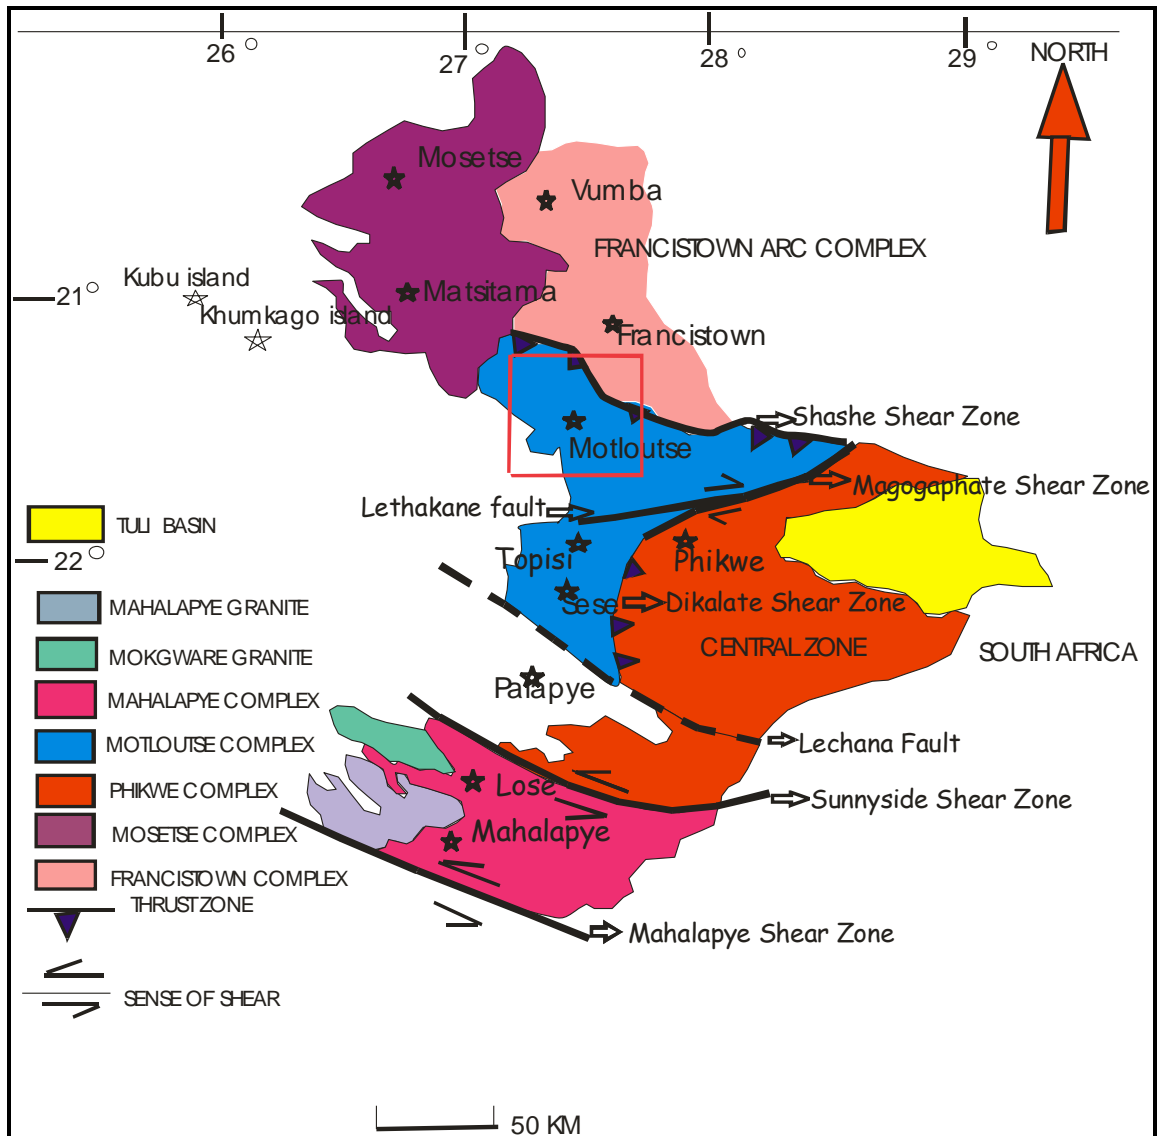 26°
27°
28°
29°
NORTH
Mosetse
Vumba
FRANCISTOWN ARC COMPLEX
Kubu island
21°
Matsitama
Khumkago island
Francistown
Shashe Shear Zone
Motloutse
Magogaphate Shear Zone
Lethakane fault
TULI BASIN
22°
Topisi
Phikwe
Sese
Dikalate Shear Zone
MAHALAPYE GRANITE
CENTRAL ZONE
SOUTH AFRICA
MOKGWARE GRANITE
Palapye
MAHALAPYE COMPLEX
MOTLOUTSE COMPLEX
Lechana Fault
PHIKWE COMPLEX
Lose
Sunnyside Shear Zone
MOSETSE COMPLEX
Mahalapye
FRANCISTOWN COMPLEX
THRUST ZONE
Mahalapye Shear Zone
SENSE OF SHEAR
50 KM